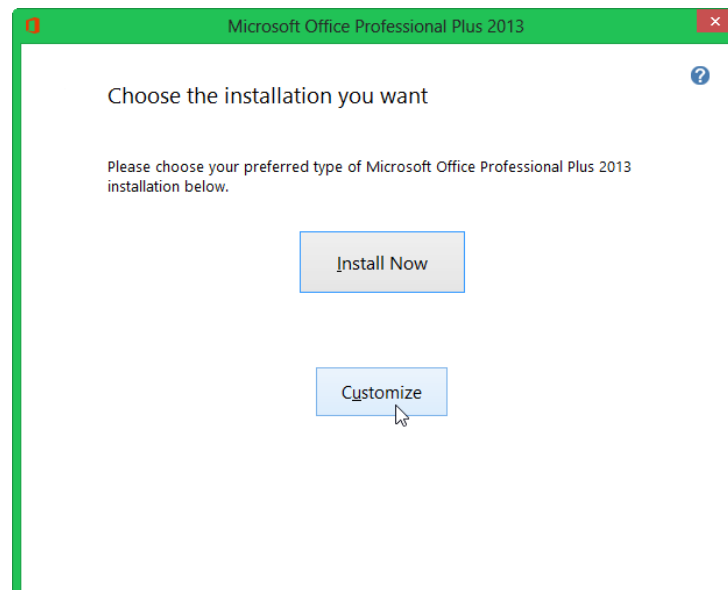 Microsoft Office Professional Plus 2013
Choose the installation you want
Please choose your preferred type of Microsoft Office Professional Plus 2013
installation below.
Install Now
Customize